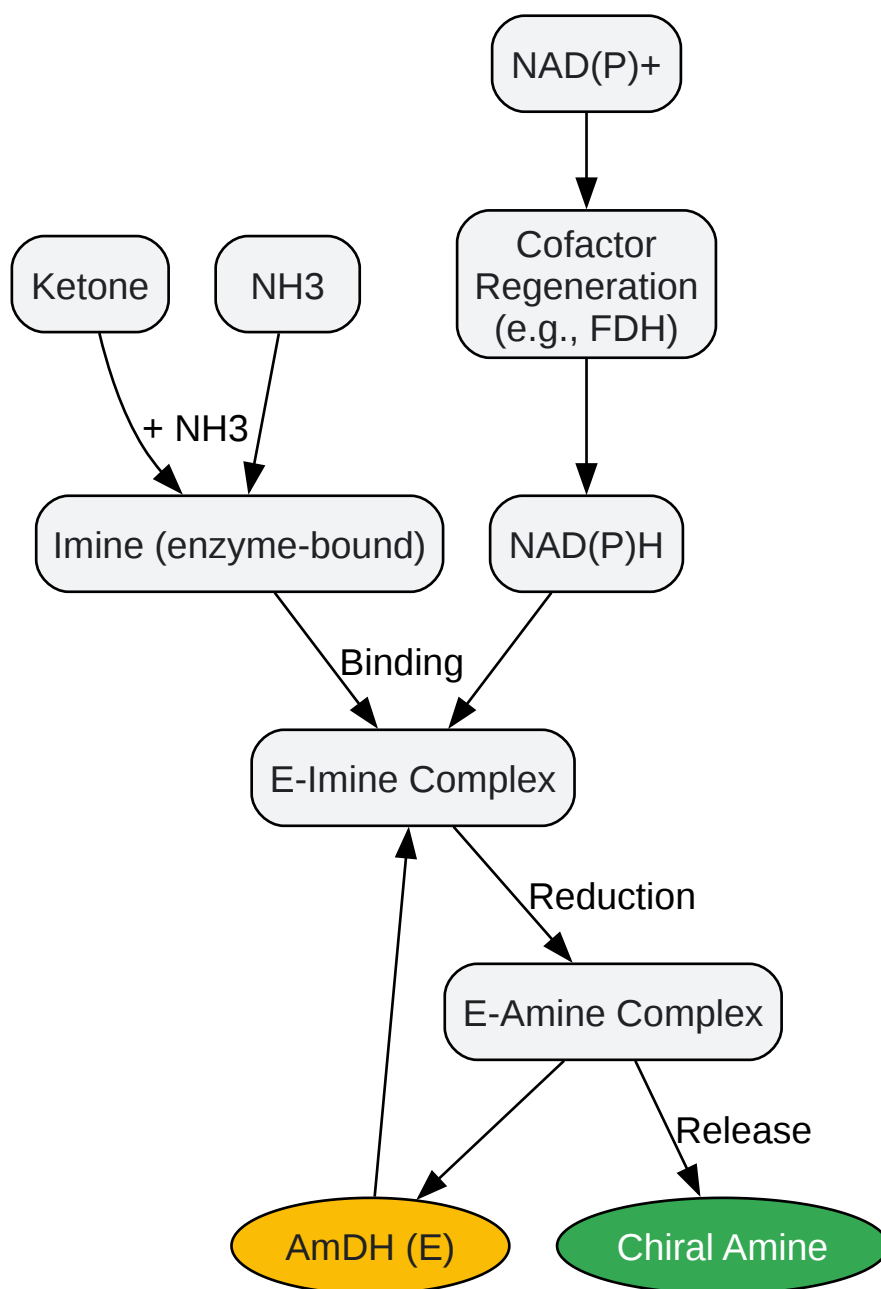 NAD(P)+
Cofactor
Regeneration
(e.g., FDH)
Ketone
NH3
+ NH3
Imine (enzyme-bound)
NAD(P)H
Binding
E-Imine Complex
Reduction
E-Amine Complex
Release
AmDH (E)
Chiral Amine